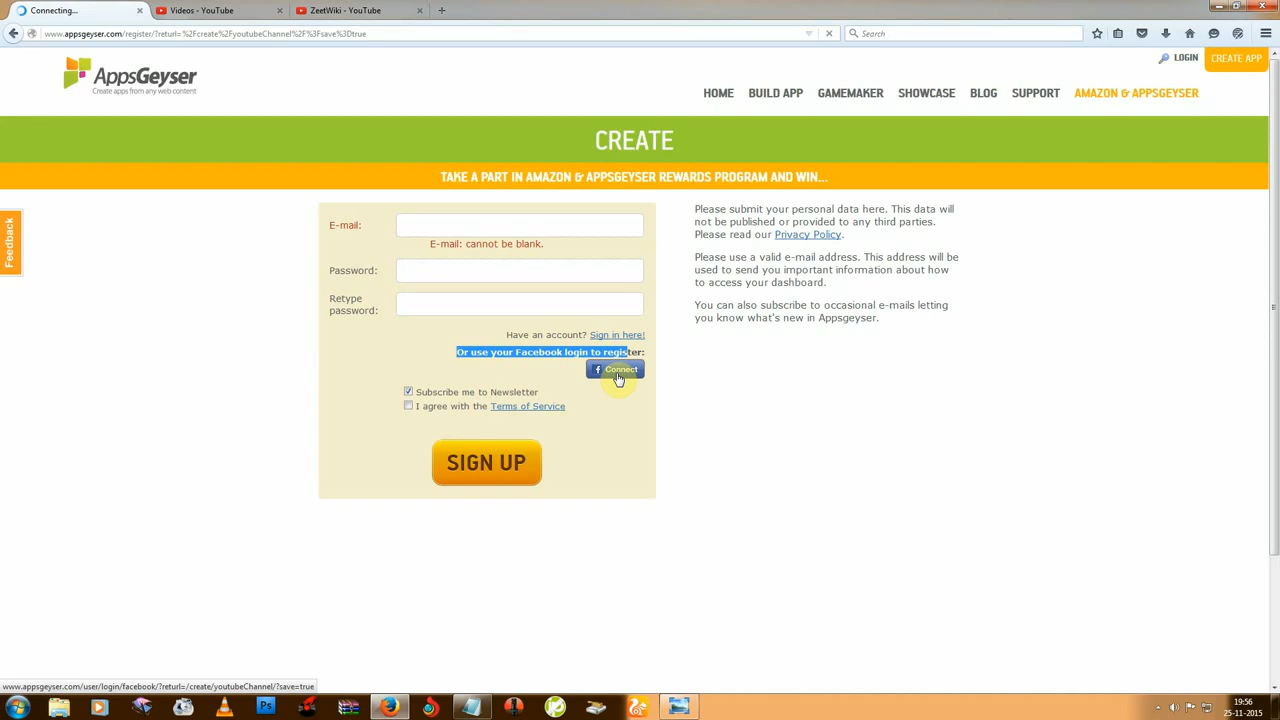 Connecting...
Videos - YouTube
ZeetWiki - YouTube
www.appsgeyser.com/register/?returl=%2Fcreate%2FyoutubeChannel%2F%3Fsave%3Dtrue
Search
LOGIN
CREATE APP
AppsGeyser
Create apps from any web content
HOME
BUILD APP
GAMEMAKER
SHOWCASE
BLOG
SUPPORT
AMAZON & APPSGEYSER
CREATE
TAKE A PART IN AMAZON & APPSGEYSER REWARDS PROGRAM AND WIN...
Feedback
E-mail:
E-mail: cannot be blank.
Password:
Retype
password:
Have an account? Sign in here!
Or use your Facebook login to register:
f Connect
Subscribe me to Newsletter
I agree with the Terms of Service
SIGN UP
Please submit your personal data here. This data will
not be published or provided to any third parties.
Please read our Privacy Policy.
Please use a valid e-mail address. This address will be
used to send you important information about how
to access your dashboard.
You can also subscribe to occasional e-mails letting
you know what's new in Appsgeyser.
www.appsgeyser.com/user/login/facebook/?returl=/create/youtubeChannel/?save=true
Ps
19:56
25-11-2015